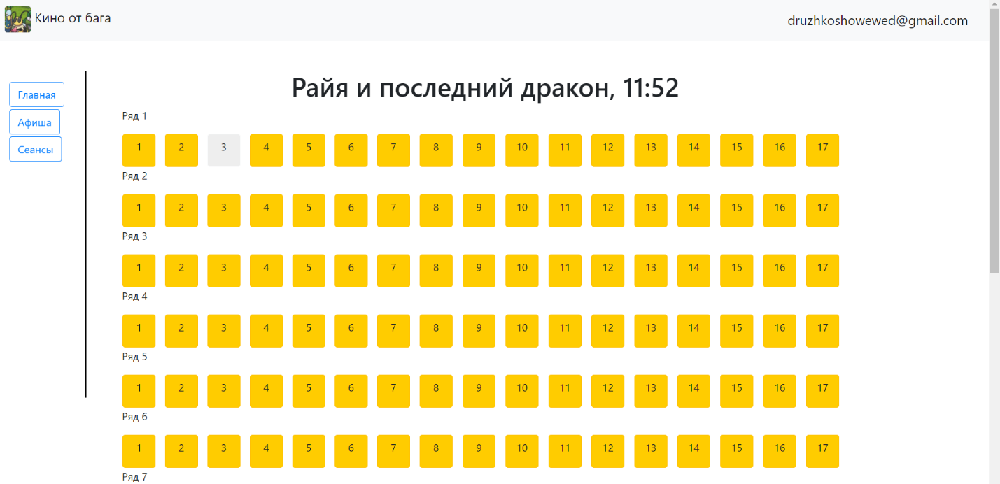 Кино от бага
druzhkoshowewed@gmail.com
Главная
Афиша
Сеансы
Райя и последний дракон, 11:52
Ряд 1
1 2 3 4 5 6 7 8 9 10 11 12 13 14 15 16 17
Ряд 2
1 2 3 4 5 6 7 8 9 10 11 12 13 14 15 16 17
Ряд 3
1 2 3 4 5 6 7 8 9 10 11 12 13 14 15 16 17
Ряд 4
1 2 3 4 5 6 7 8 9 10 11 12 13 14 15 16 17
Ряд 5
1 2 3 4 5 6 7 8 9 10 11 12 13 14 15 16 17
Ряд 6
1 2 3 4 5 6 7 8 9 10 11 12 13 14 15 16 17
Ряд 7